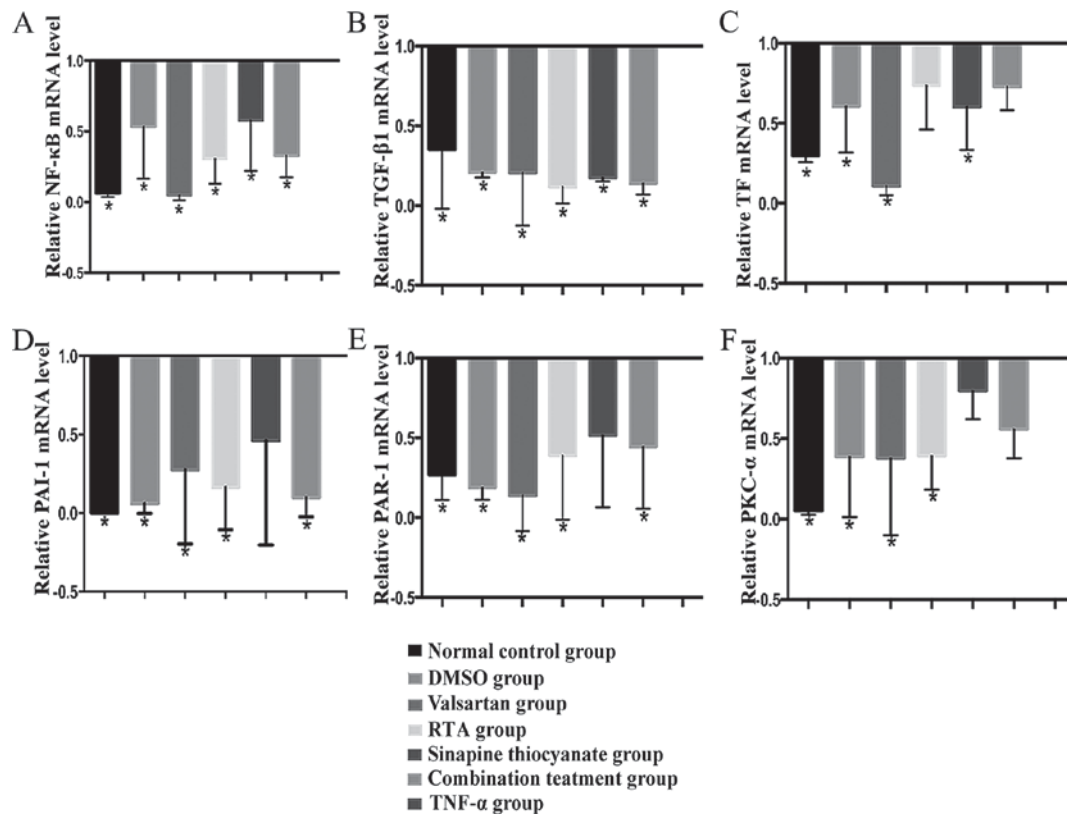 A
Relative NF-κB mRNA level
1.0
0.5
0.0
-0.5
*
*
*
*
*
*
B
Relative TGF-β1 mRNA level
1.0
0.5
0.0
-0.5
*
*
*
*
*
*
C
Relative TF mRNA level
1.0
0.5
0.0
-0.5
*
*
*
*
D
Relative PAI-1 mRNA level
1.0
0.5
0.0
-0.5
*
*
*
*
*
E
Relative PAR-1 mRNA level
1.0
0.5
0.0
-0.5
*
*
*
*
*
F
Relative PKC-α mRNA level
1.0
0.5
0.0
-0.5
*
*
*
*
Normal control group
DMSO group
Valsartan group
RTA group
Sinapine thiocyanate group
Combination teatment group
TNF-α group